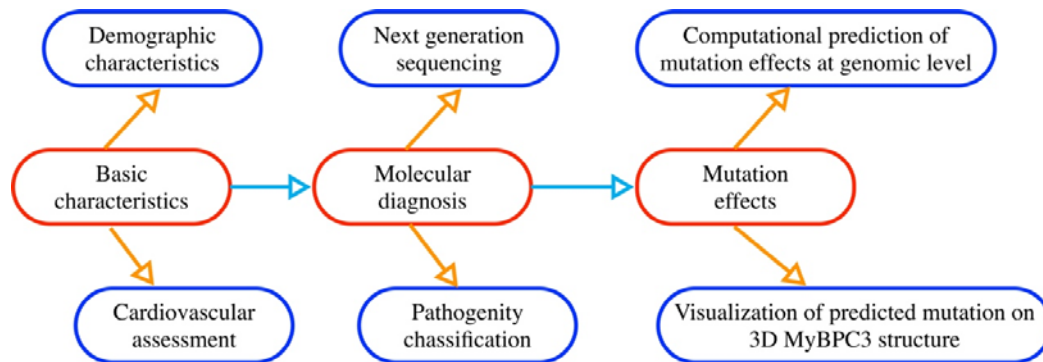 Demographic
characteristics
Next generation
sequencing
Computational prediction of
mutation effects at genomic level
Basic
characteristics
Molecular
diagnosis
Mutation
effects
Cardiovascular
assessment
Pathogenity
chassification
Visualization of predicted mutation on
3D MyBPC3 structure